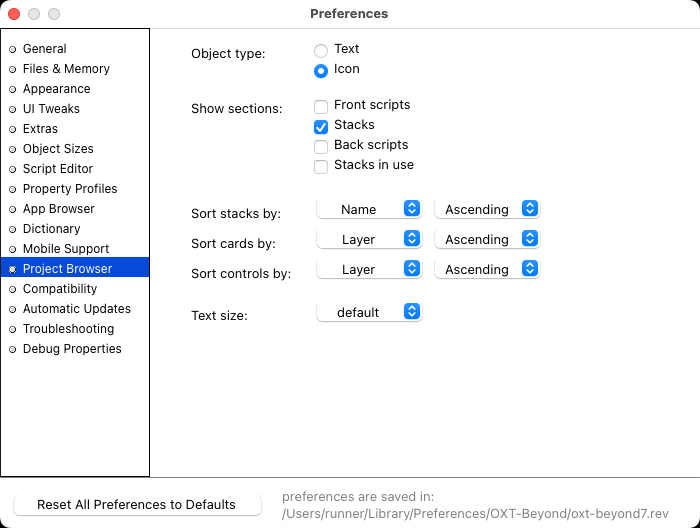 Preferences
General
Files & Memory
Appearance
UI Tweaks
Extras
Object Sizes
Script Editor
Property Profiles
App Browser
Dictionary
Mobile Support
Project Browser
Compatibility
Automatic Updates
Troubleshooting
Debug Properties
Object type:
Text
Icon
Show sections:
Front scripts
Stacks
Back scripts
Stacks in use
Sort stacks by: Name Ascending
Sort cards by: Layer Ascending
Sort controls by: Layer Ascending
Text size: default
Reset All Preferences to Defaults
preferences are saved in:
/Users/runner/Library/Preferences/OXT-Beyond/oxt-beyond7.rev